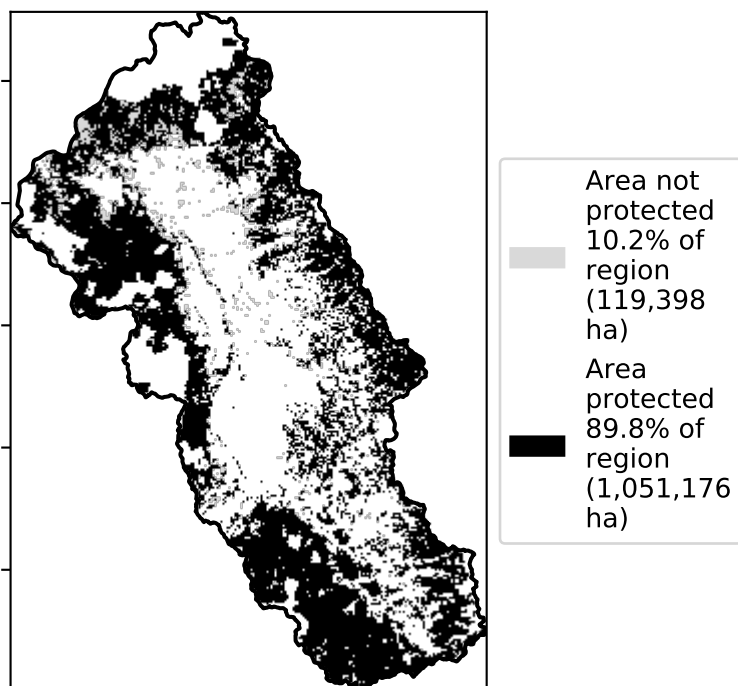 Area not
protected
10.2% of
region
(119,398
ha)
Area
protected
89.8% of
region
(1,051,176
ha)